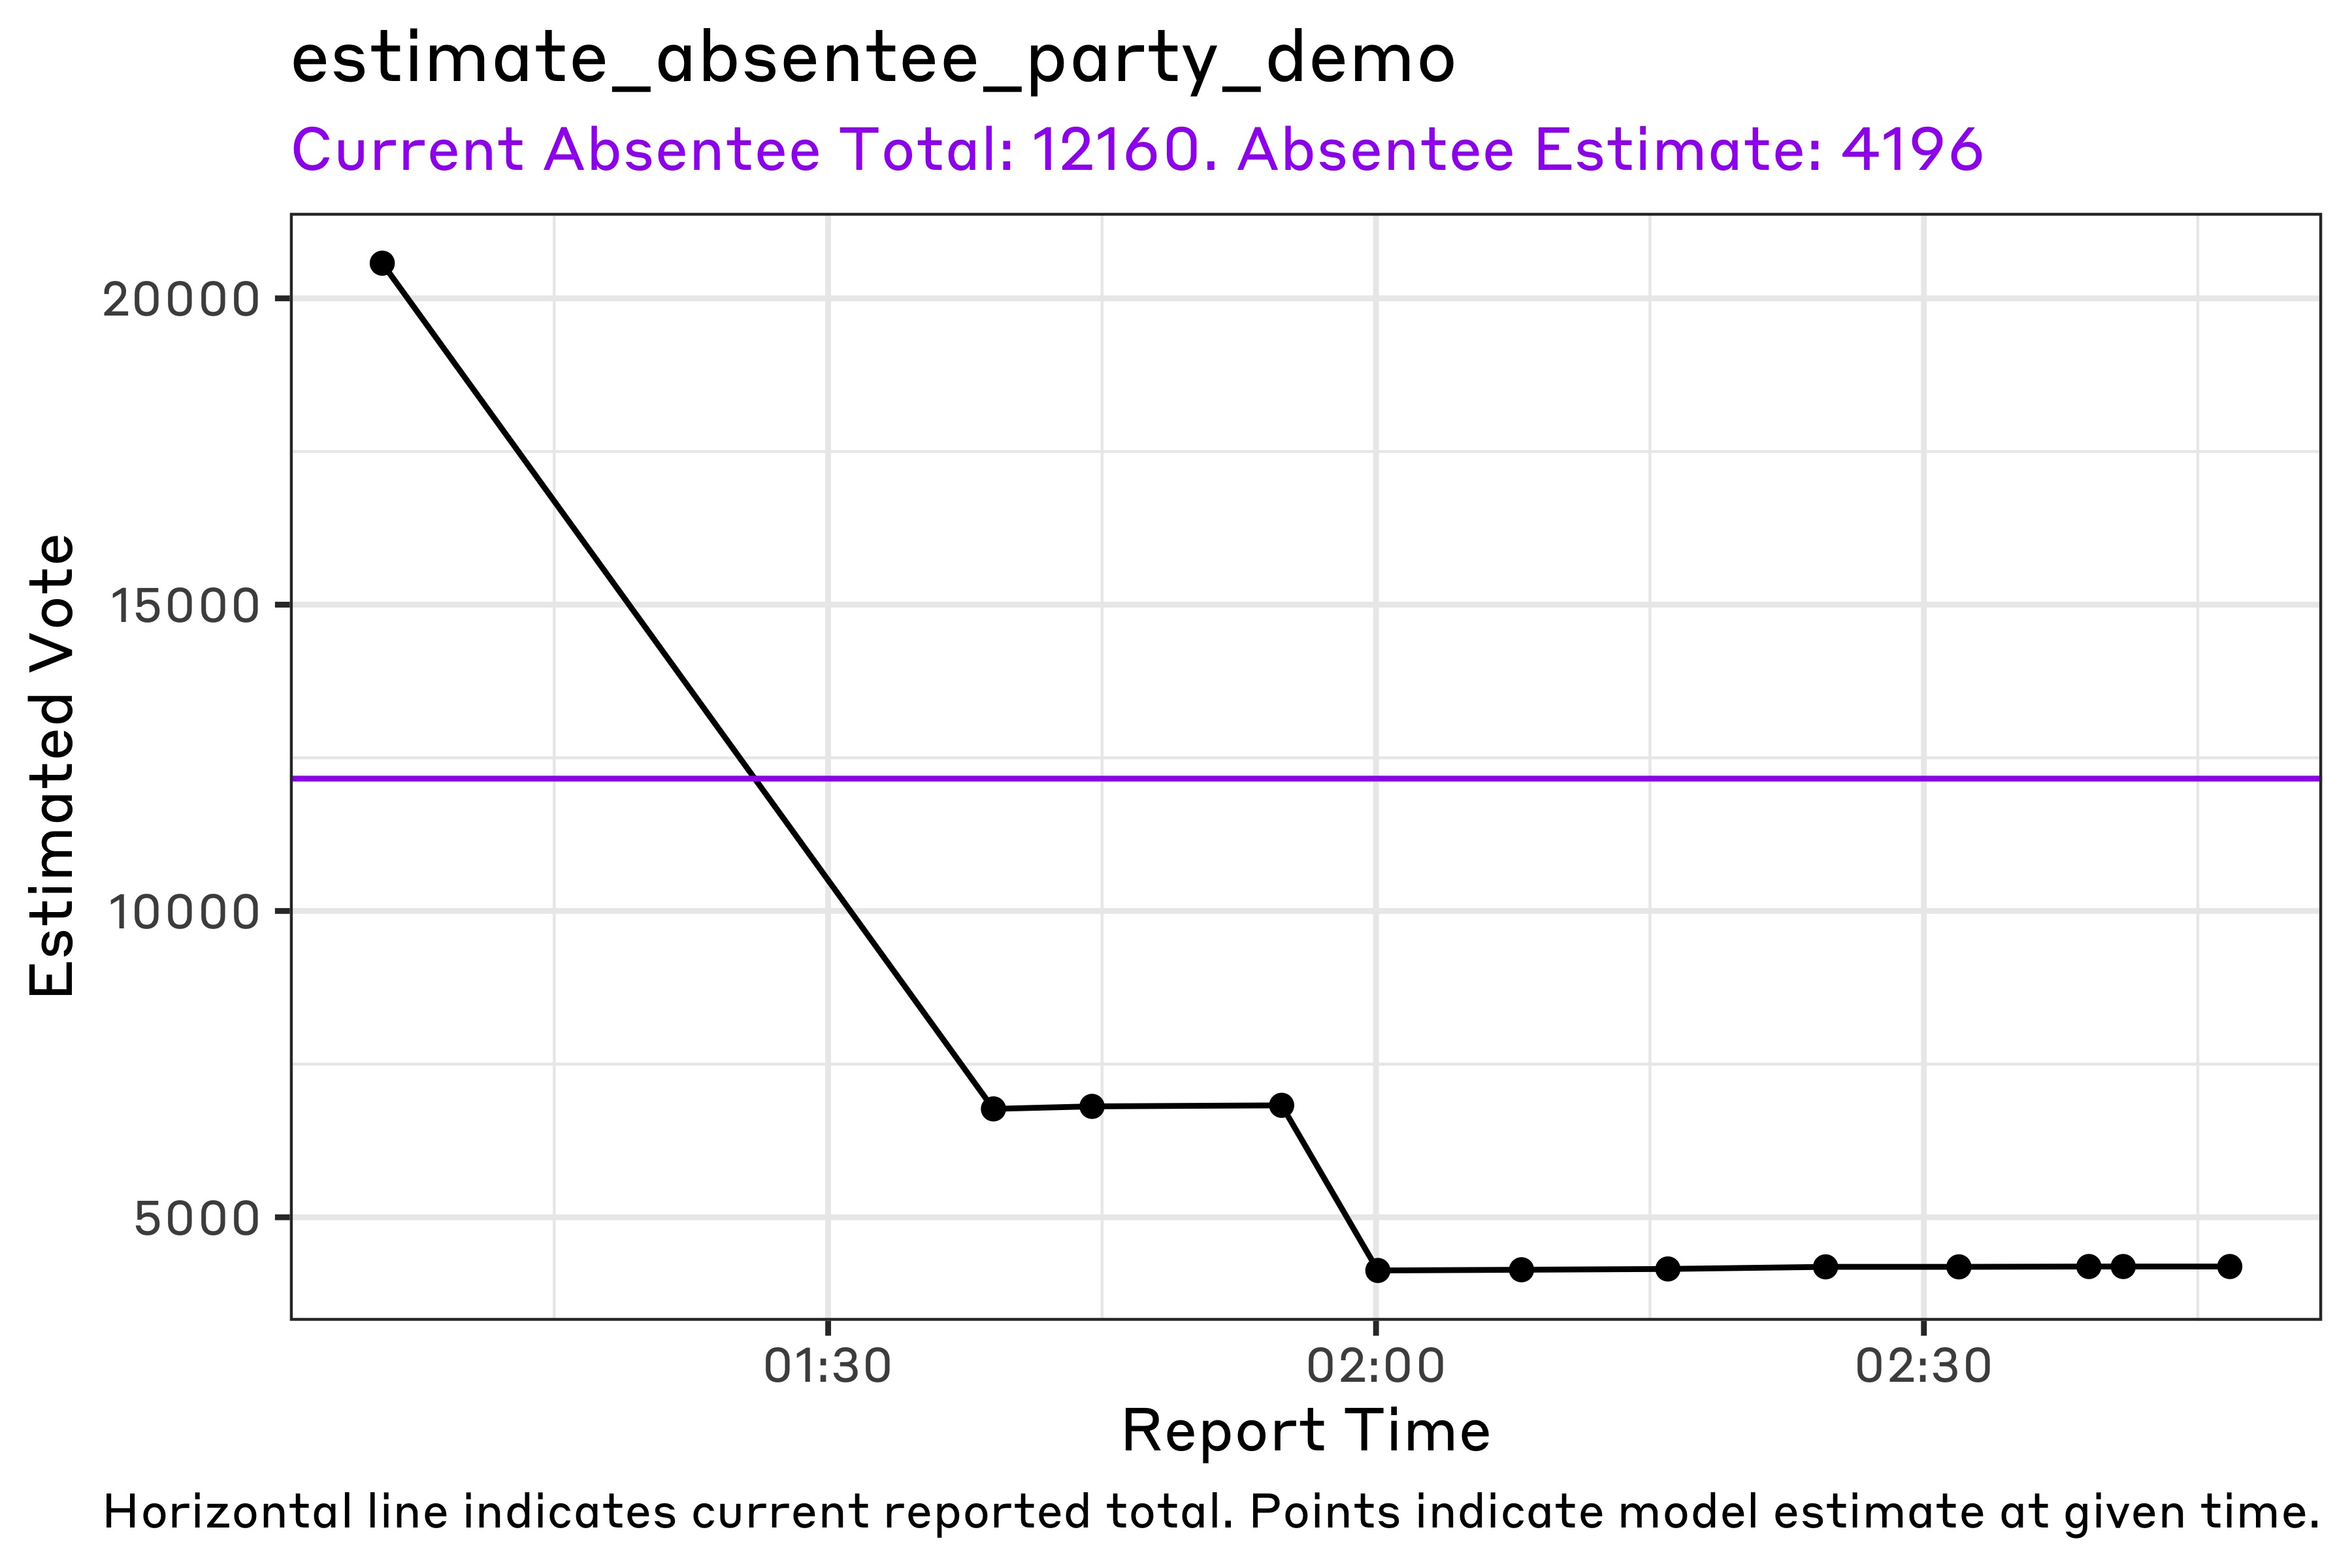 estimate_absentee_party_demo
Current Absentee Total: 12160. Absentee Estimate: 4196
Estimated Vote
20000
15000
10000
5000
01:30 02:00 02:30
Report Time
Horizontal line indicates current reported total. Points indicate model estimate at given time.